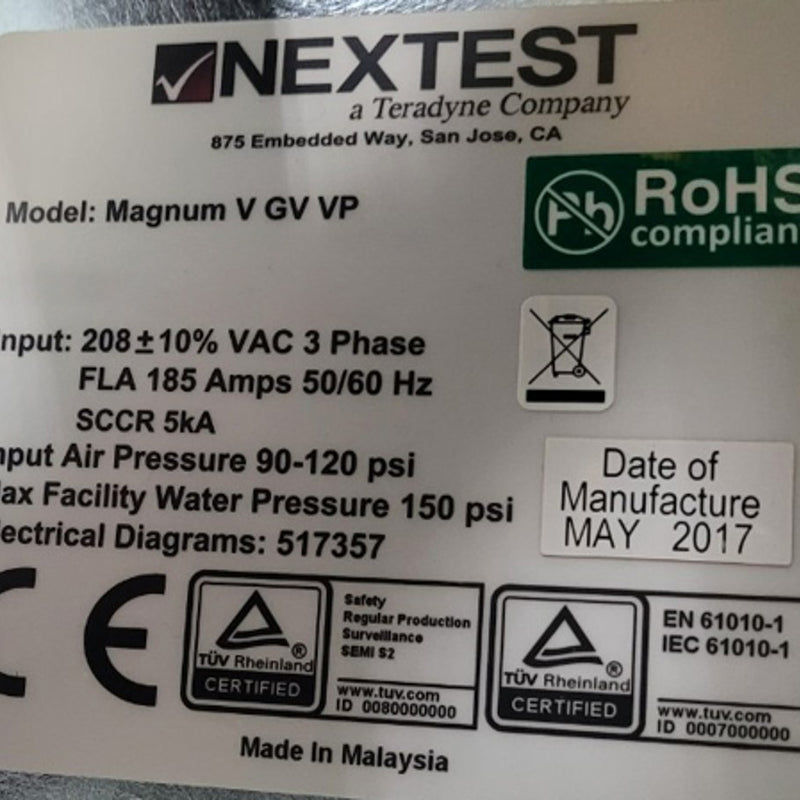 NEXTEST
a Teradyne Company
875 Embedded Way, San Jose, CA
Model: Magnum V GV VP
Pb
RoHS
complian
nput: 208±10% VAC 3 Phase
FLA 185 Amps 50/60 Hz
SCCR 5kA
nput Air Pressure 90-120 psi
ax Facility Water Pressure 150 psi
lectrical Diagrams: 517357
Date of
Manufacture
MAY 2017
CE
TÜV Rheinland®
CERTIFIED
Safety
Regular Production
Surveillance
SEMI S2
www.tuv.com
ID 0080000000
TÜV Rheinland®
CERTIFIED
EN 61010-1
IEC 61010-1
www.tuv.com
ID 0007000000
Made In Malaysia